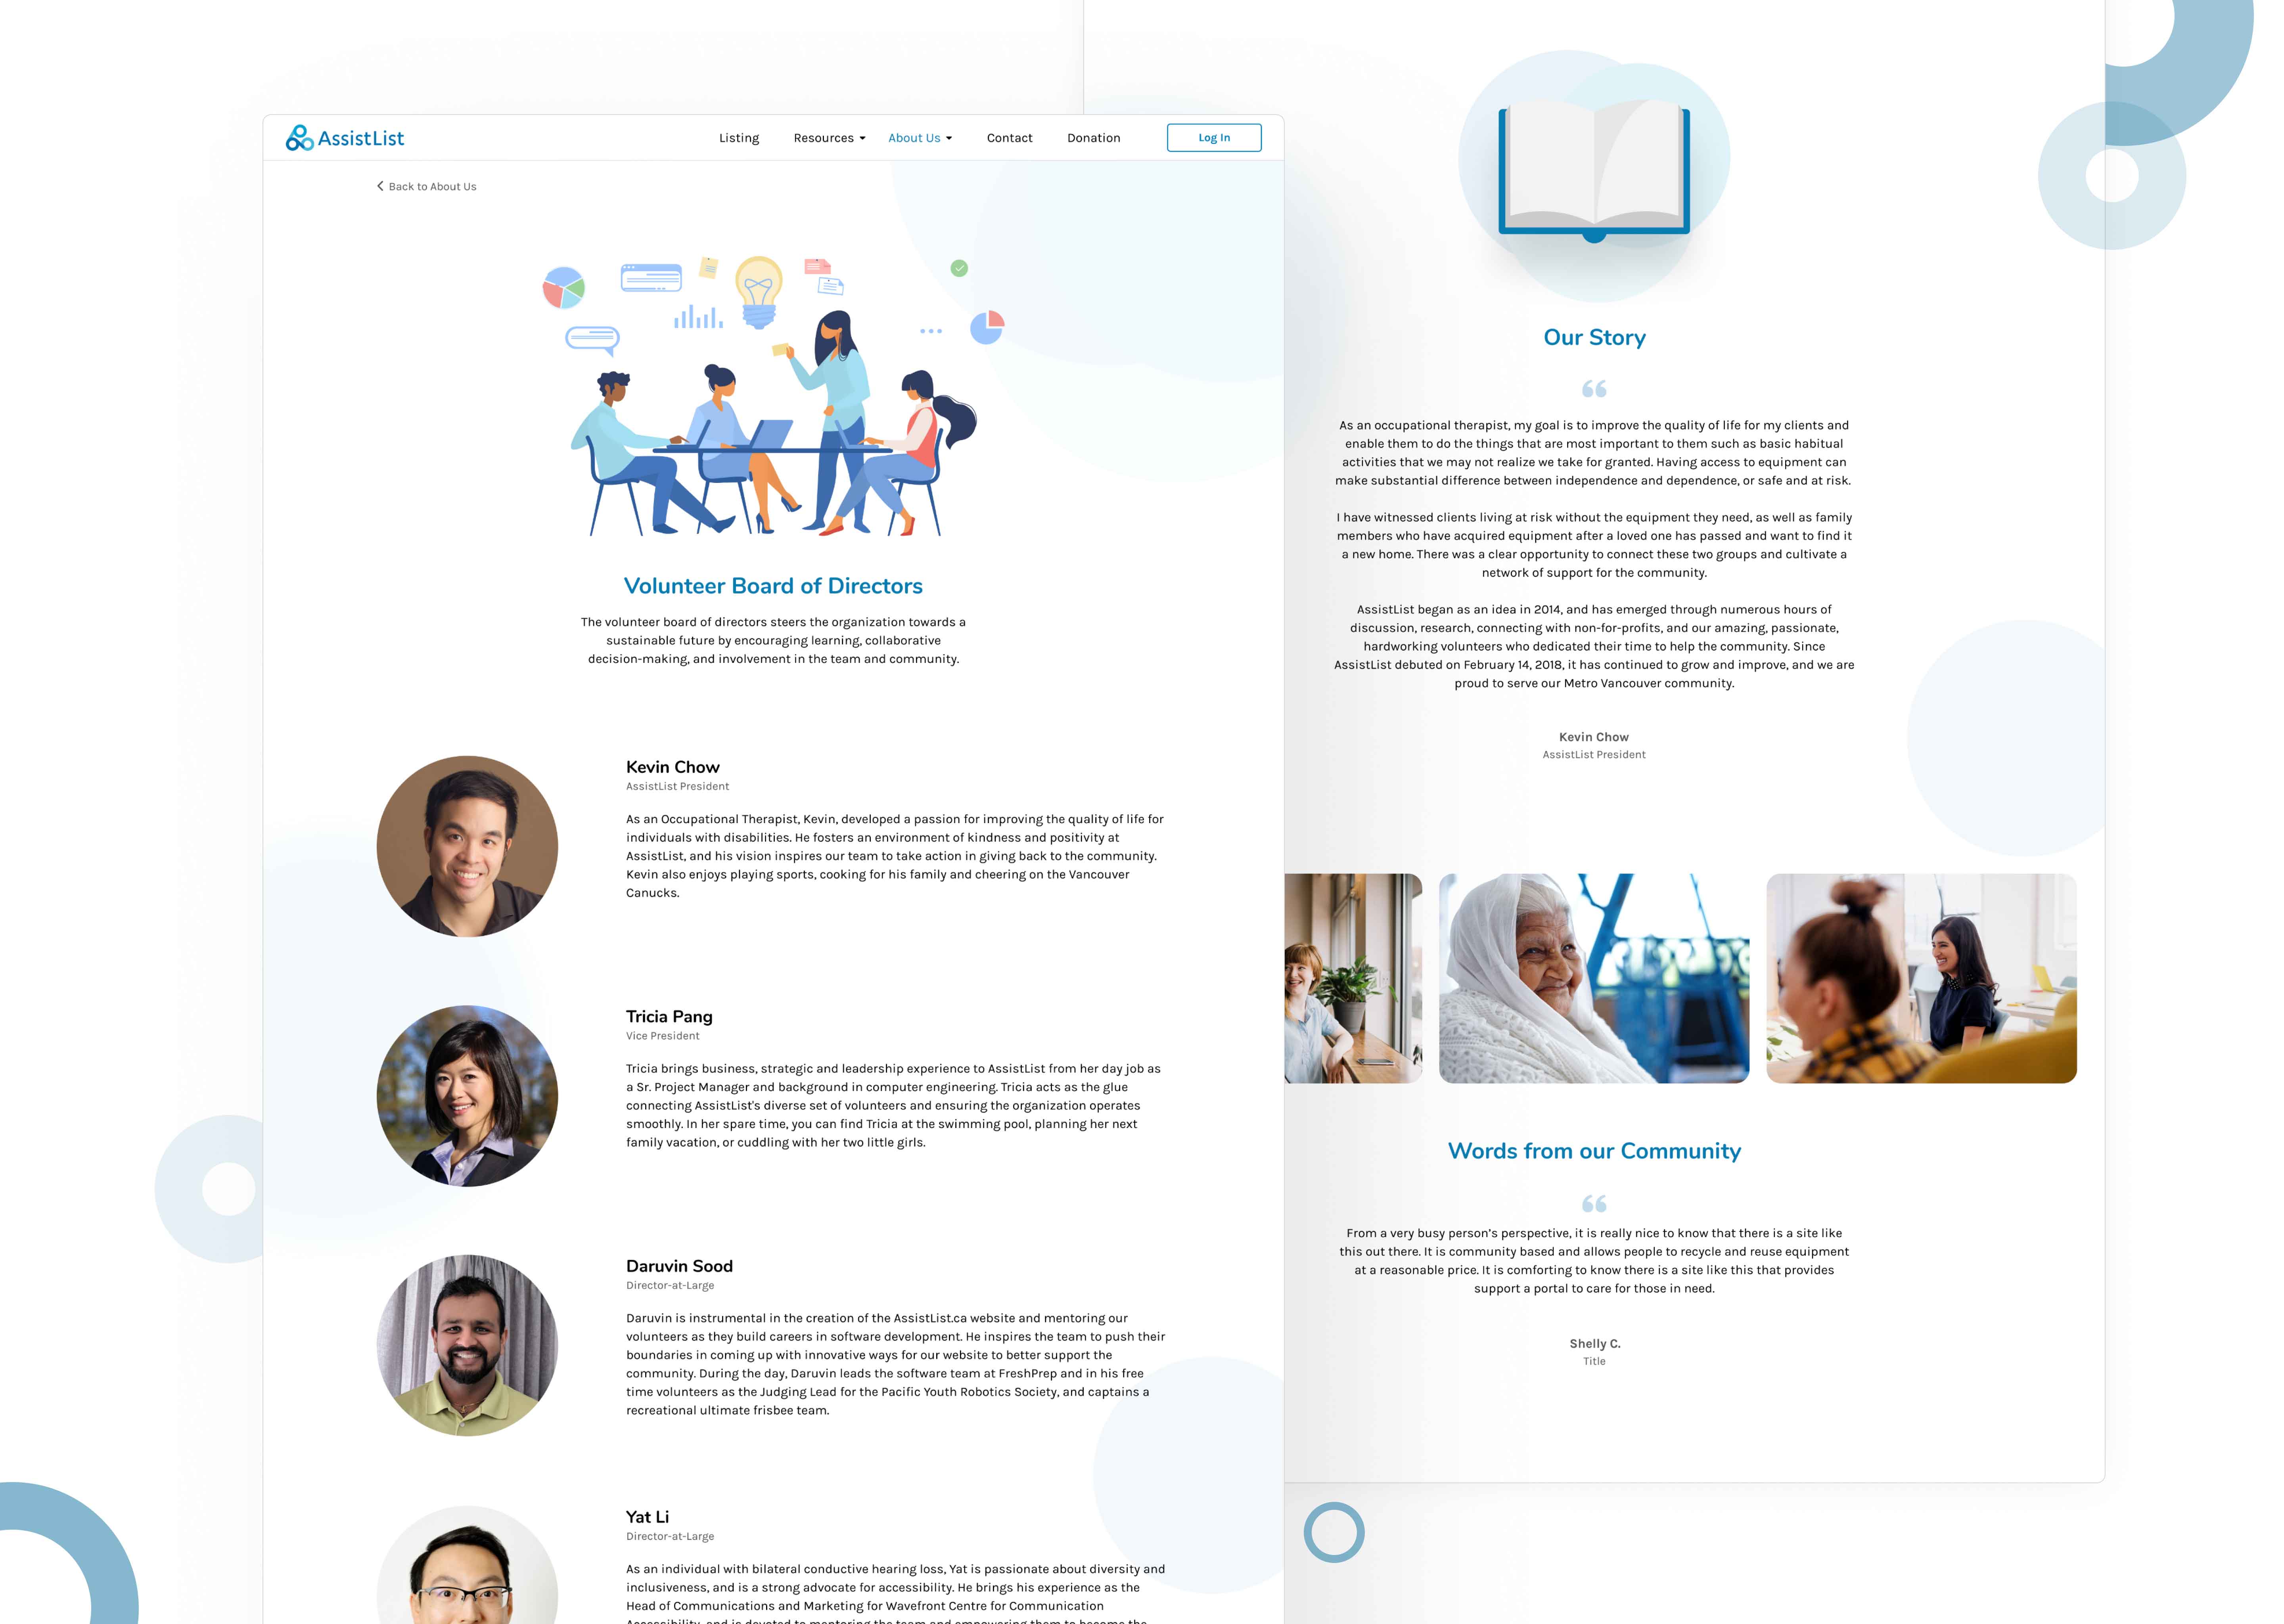 AssistList
Listing
Resources
About Us
Contact
Donation
Log In
Back to About Us
Volunteer Board of Directors
The volunteer board of directors steers the organization towards a
sustainable future by encouraging learning, collaborative
decision-making, and involvement in the team and community.
Kevin Chow
AssistList President
As an Occupational Therapist, Kevin, developed a passion for improving the quality of life for
individuals with disabilities. He fosters an environment of kindness and positivity at
AssistList, and his vision inspires our team to take action in giving back to the community.
Kevin also enjoys playing sports, cooking for his family and cheering on the Vancouver
Canucks.
Tricia Pang
Vice President
Tricia brings business, strategic and leadership experience to AssistList from her day job as
a Sr. Project Manager and background in computer engineering. Tricia acts as the glue
connecting AssistList's diverse set of volunteers and ensuring the organization operates
smoothly. In her spare time, you can find Tricia at the swimming pool, planning her next
family vacation, or cuddling with her two little girls.
Daruvin Sood
Director-at-Large
Daruvin is instrumental in the creation of the AssistList.ca website and mentoring our
volunteers as they build careers in software development. He inspires the team to push their
boundaries in coming up with innovative ways for our website to better support the
community. During the day, Daruvin leads the software team at FreshPrep and in his free
time volunteers as the Judging Lead for the Pacific Youth Robotics Society, and captains a
recreational ultimate frisbee team.
Yat Li
Director-at-Large
As an individual with bilateral conductive hearing loss, Yat is passionate about diversity and
inclusiveness, and is a strong advocate for accessibility. He brings his experience as the
Head of Communications and Marketing for Wavefront Centre for Communication
Accessibility, and is devoted to mentoring the team and empowering them to become the
Our Story
“
As an occupational therapist, my goal is to improve the quality of life for my clients and
enable them to do the things that are most important to them such as basic habitual
activities that we may not realize we take for granted. Having access to equipment can
make substantial difference between independence and dependence, or safe and at risk.
I have witnessed clients living at risk without the equipment they need, as well as family
members who have acquired equipment after a loved one has passed and want to find it
a new home. There was a clear opportunity to connect these two groups and cultivate a
network of support for the community.
AssistList began as an idea in 2014, and has emerged through numerous hours of
discussion, research, connecting with non-for-profits, and our amazing, passionate,
hardworking volunteers who dedicated their time to help the community. Since
AssistList debuted on February 14, 2018, it has continued to grow and improve, and we are
proud to serve our Metro Vancouver community.
Kevin Chow
AssistList President
Words from our Community
“
From a very busy person’s perspective, it is really nice to know that there is a site like
this out there. It is community based and allows people to recycle and reuse equipment
at a reasonable price. It is comforting to know there is a site like this that provides
support a portal to care for those in need.
Shelly C.
Title